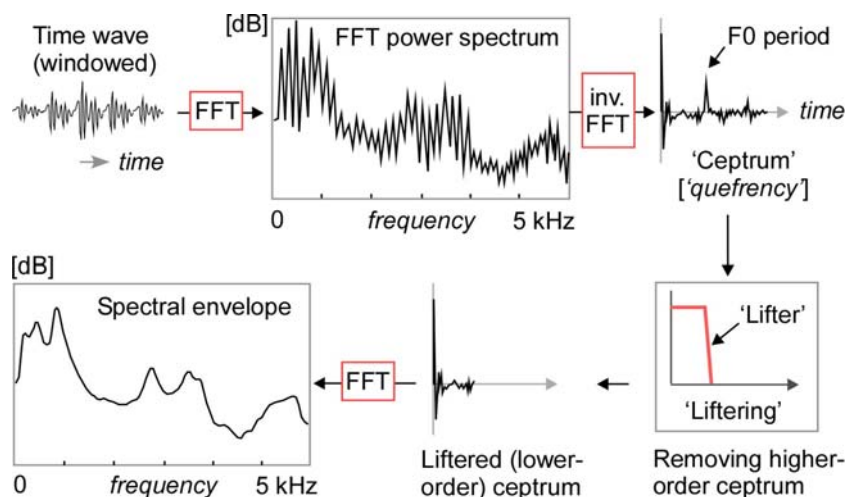 Time wave
(windowed)
time
FFT
[dB]
FFT power spectrum
0
frequency
5 kHz
inv.
FFT
F0 period
time
‘Ceptrum’
[‘quefrency’]
‘Lifter’
‘Liftering’
Removing higher-
order ceptrum
Liftered (lower-
order) ceptrum
FFT
[dB]
Spectral envelope
0
frequency
5 kHz